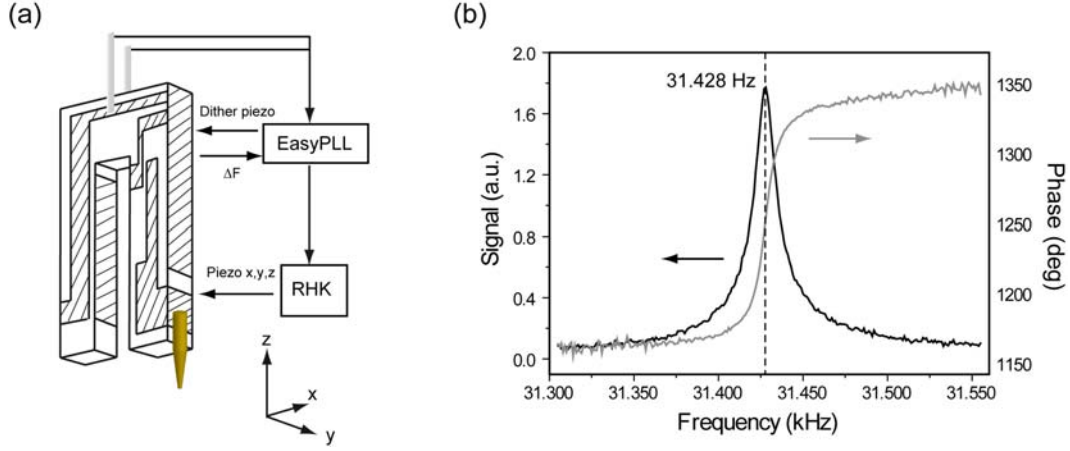 (a)
Dither piezo
EasyPLL
ΔF
Piezo x,y,z
RHK
z
x
y
(b)
31.428 Hz
Signal (a.u.)
2.0
1.6
1.2
0.8
0.4
0.0
Phase (deg)
1350
1300
1250
1200
1150
31.300 31.350 31.400 31.450 31.500 31.550
Frequency (kHz)